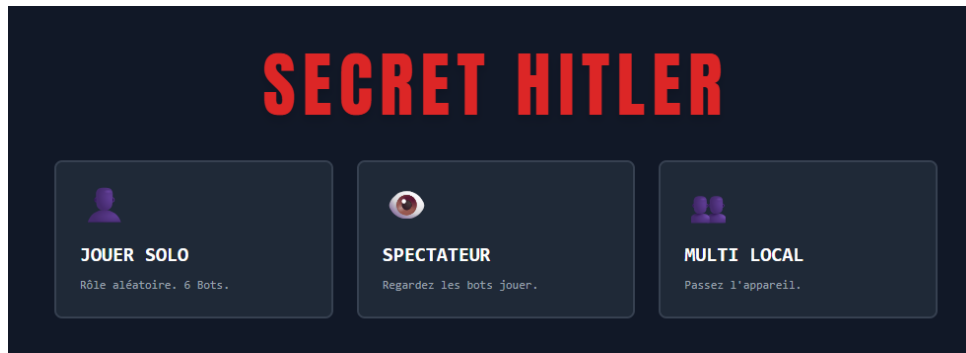 SECRET HITLER
JOUER SOLO
Rôle aléatoire. 6 Bots.
SPECTATEUR
Regardez les bots jouer.
MULTI LOCAL
Passez l'appareil.